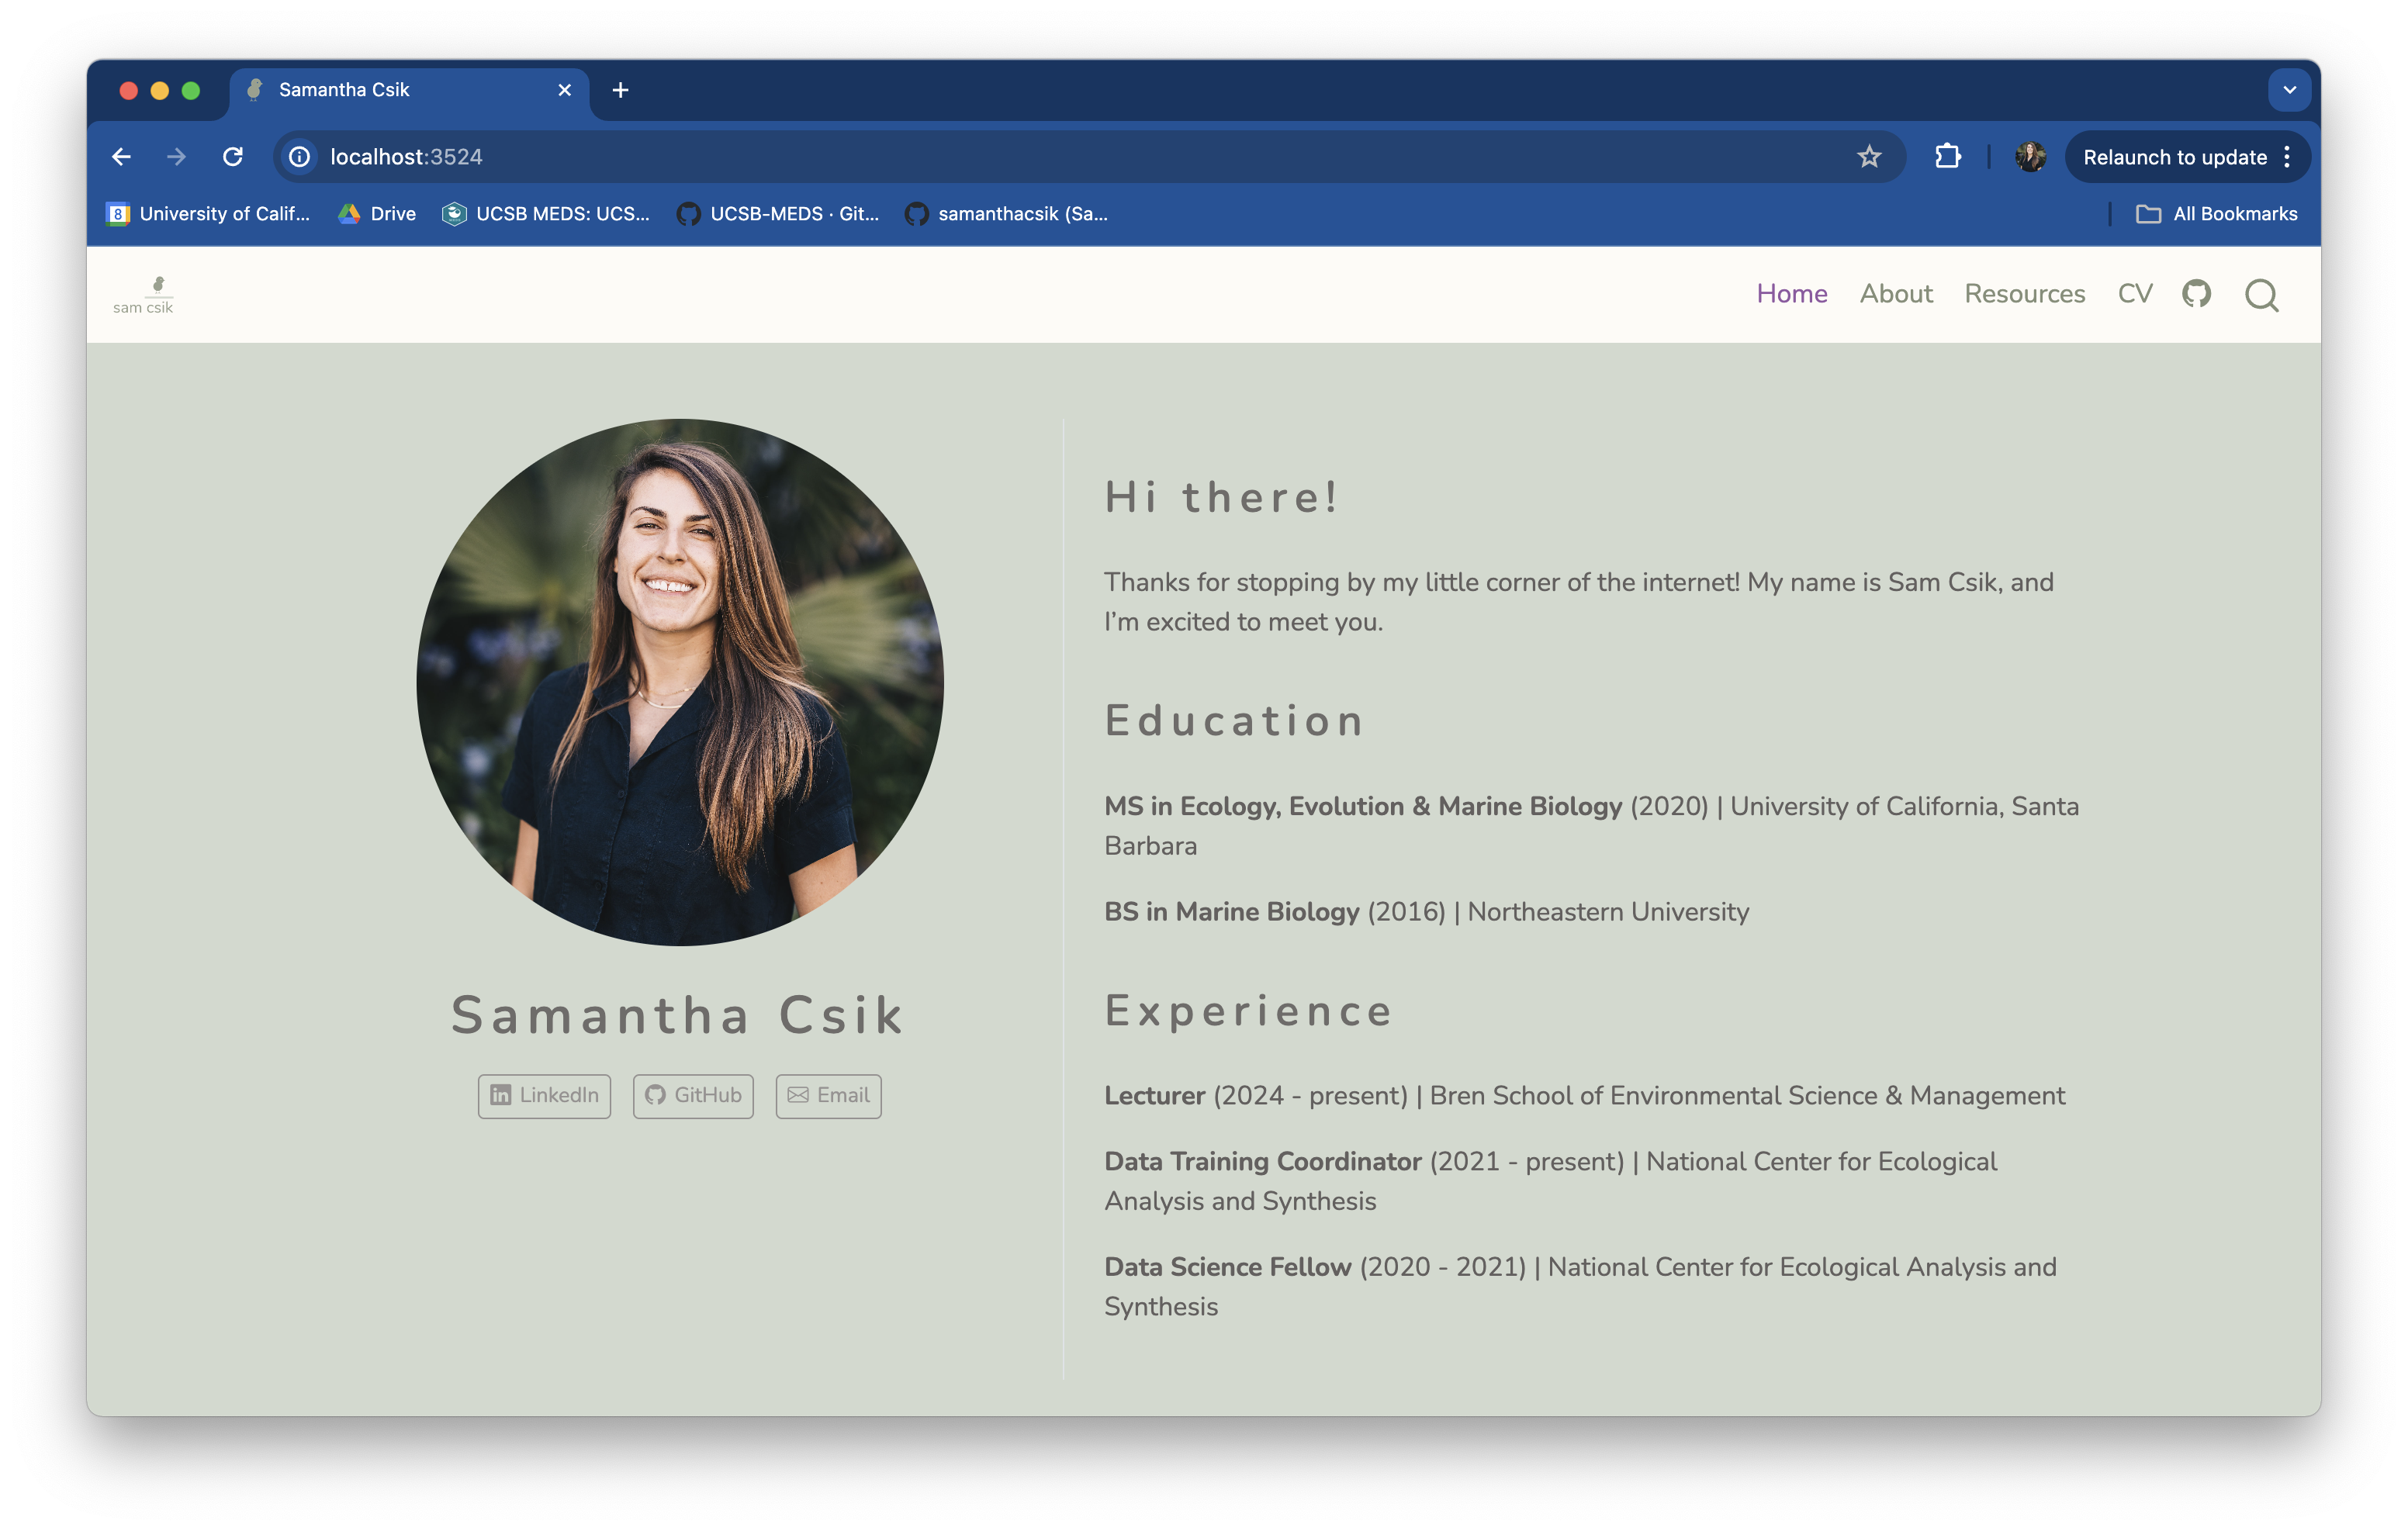 Samantha Csik
localhost:3524
Relaunch to update
8
University of Calif...
Drive
UCSB MEDS: UCS...
UCSB-MEDS · Git...
samanthacsik (Sa...
All Bookmarks
sam csik
Home
About
Resources
CV
Hi there!
Thanks for stopping by my little corner of the internet! My name is Sam Csik, and
I’m excited to meet you.
Education
MS in Ecology, Evolution & Marine Biology (2020) | University of California, Santa
Barbara
BS in Marine Biology (2016) | Northeastern University
Samantha Csik
in LinkedIn
GitHub
Email
Experience
Lecturer (2024 - present) | Bren School of Environmental Science & Management
Data Training Coordinator (2021 - present) | National Center for Ecological
Analysis and Synthesis
Data Science Fellow (2020 - 2021) | National Center for Ecological Analysis and
Synthesis